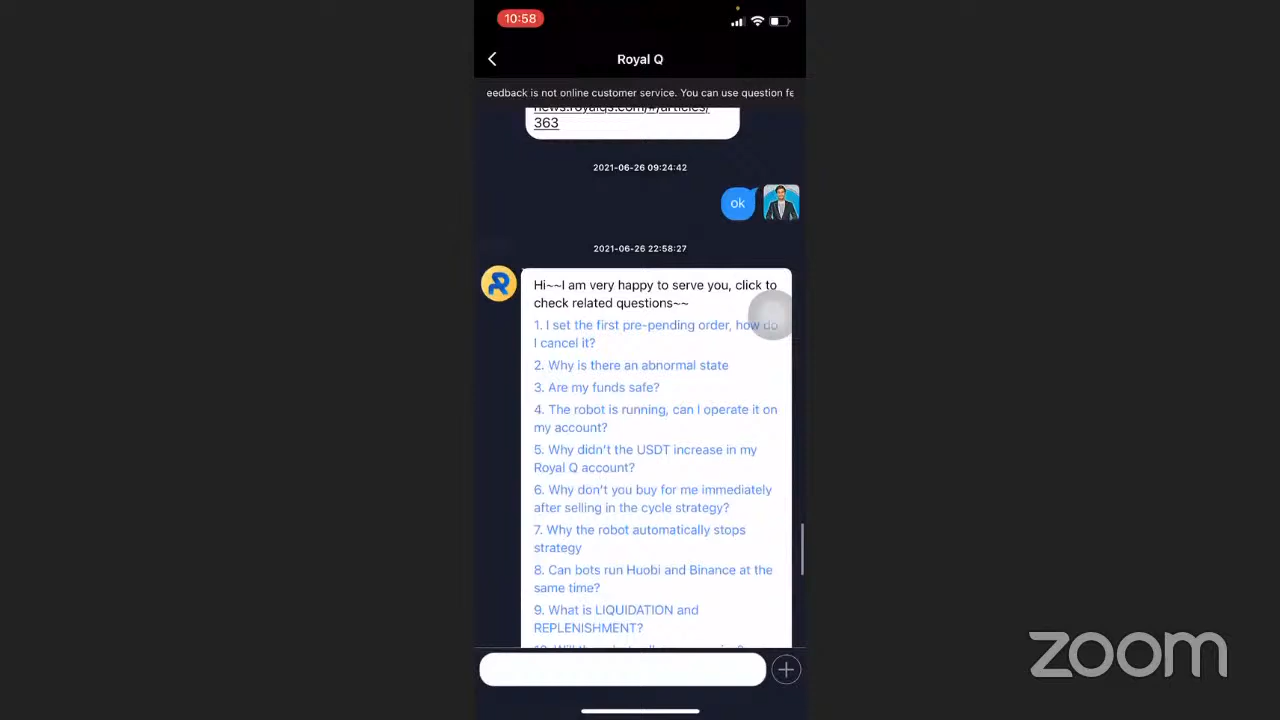 10:58
Royal Q
eedback is not online customer service. You can use question fe
news.royalqs.com/#/articles/
363
2021-06-26 09:24:42
ok
2021-06-26 22:58:27
Hi~~I am very happy to serve you, click to
check related questions~~
1. I set the first pre-pending order, how do
I cancel it?
2. Why is there an abnormal state
3. Are my funds safe?
4. The robot is running, can I operate it on
my account?
5. Why didn't the USDT increase in my
Royal Q account?
6. Why don't you buy for me immediately
after selling in the cycle strategy?
7. Why the robot automatically stops
strategy
8. Can bots run Huobi and Binance at the
same time?
9. What is LIQUIDATION and
REPLENISHMENT?
zoom